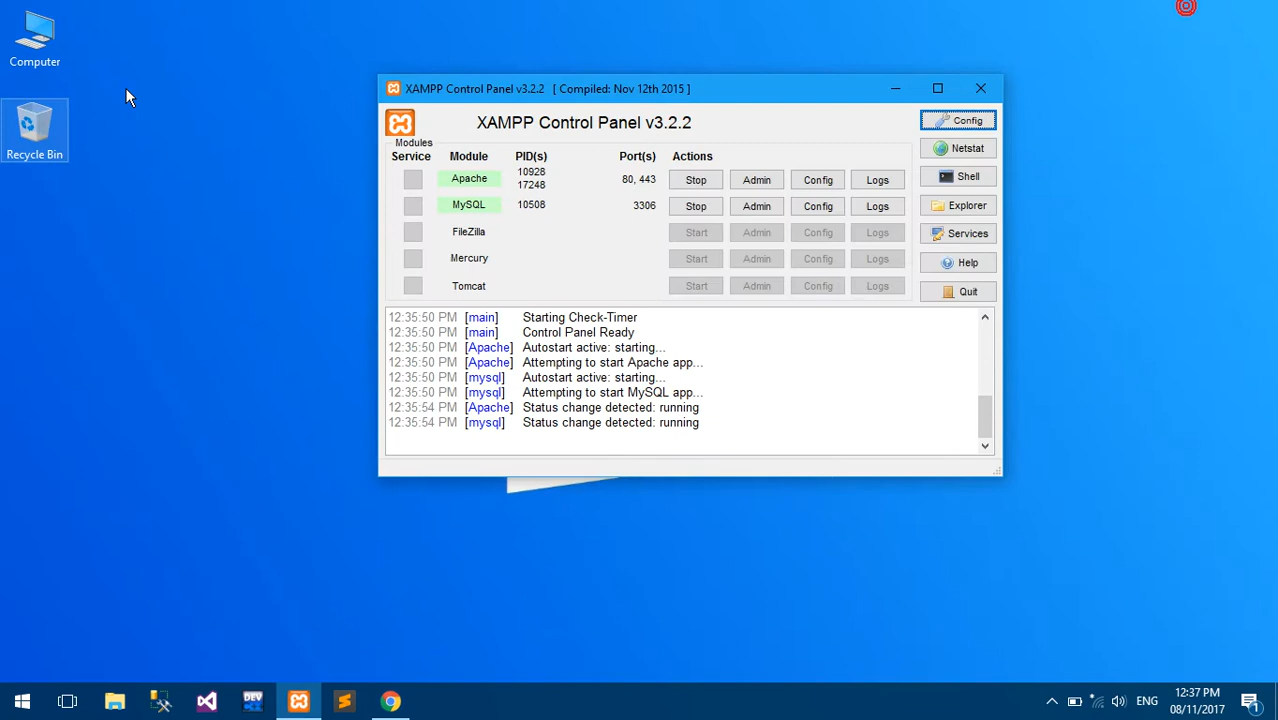 Computer
Recycle Bin
XAMPP Control Panel v3.2.2 [ Compiled: Nov 12th 2015 ]
XAMPP Control Panel v3.2.2
Config
Modules
Service Module PID(s) Port(s) Actions
Netstat
Apache 10928 17248 80, 443 Stop Admin Config Logs
Shell
MySQL 10508 3306 Stop Admin Config Logs
Explorer
FileZilla Start Admin Config Logs
Services
Mercury Start Admin Config Logs
Help
Tomcat Start Admin Config Logs
Quit
12:35:50 PM [main] Starting Check-Timer
12:35:50 PM [main] Control Panel Ready
12:35:50 PM [Apache] Autostart active: starting...
12:35:50 PM [Apache] Attempting to start Apache app...
12:35:50 PM [mysql] Autostart active: starting...
12:35:50 PM [mysql] Attempting to start MySQL app...
12:35:54 PM [Apache] Status change detected: running
12:35:54 PM [mysql] Status change detected: running
DEV
ENG
12:37 PM
08/11/2017
1